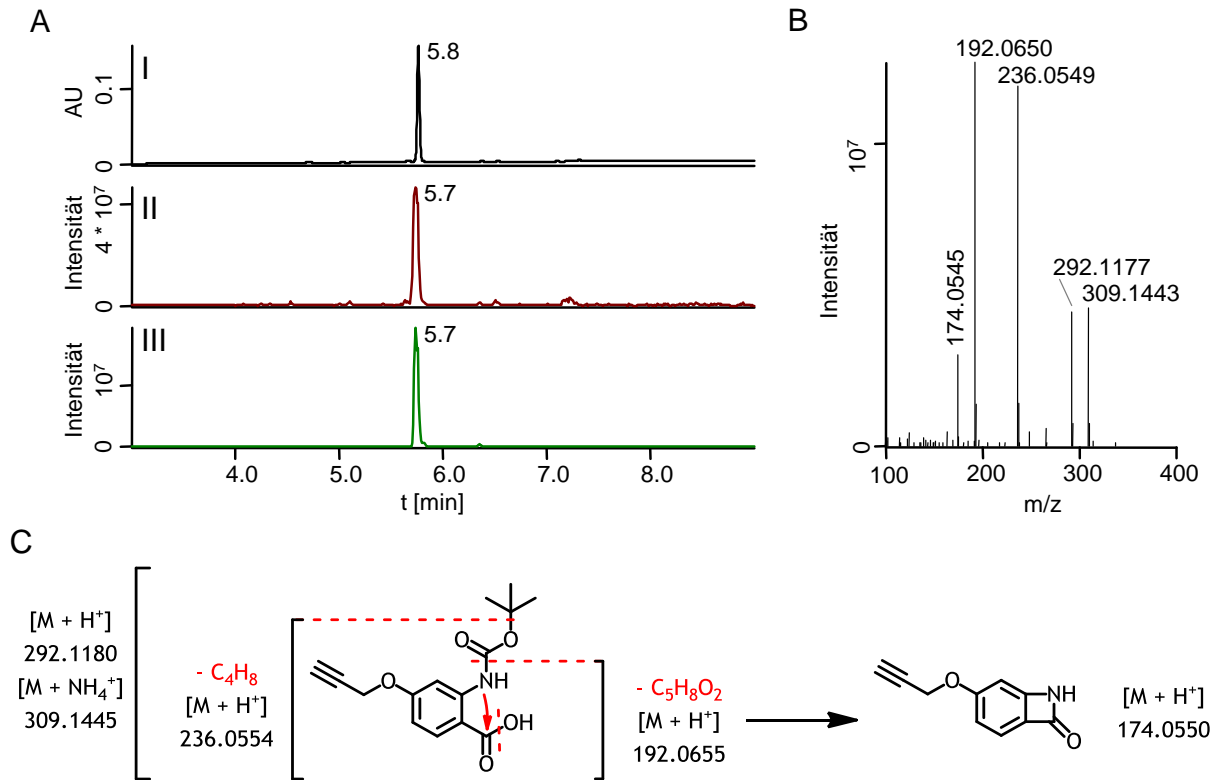 A
I
5.8
AU
0.1
0
II
5.7
Intensität
4 * 10⁷
0
III
5.7
Intensität
10⁷
0
4.0 5.0 6.0 7.0 8.0
t [min]
B
192.0650
236.0549
174.0545
292.1177
309.1443
Intensität
10⁷
0
100 200 300 400
m/z
C
[M + H⁺]
292.1180
[M + NH₄⁺]
309.1445
- C₄H₈
[M + H⁺]
236.0554
O
O
NH
O
OH
O
- C₅H₈O₂
[M + H⁺]
192.0655
O
NH
O
[M + H⁺]
174.0550